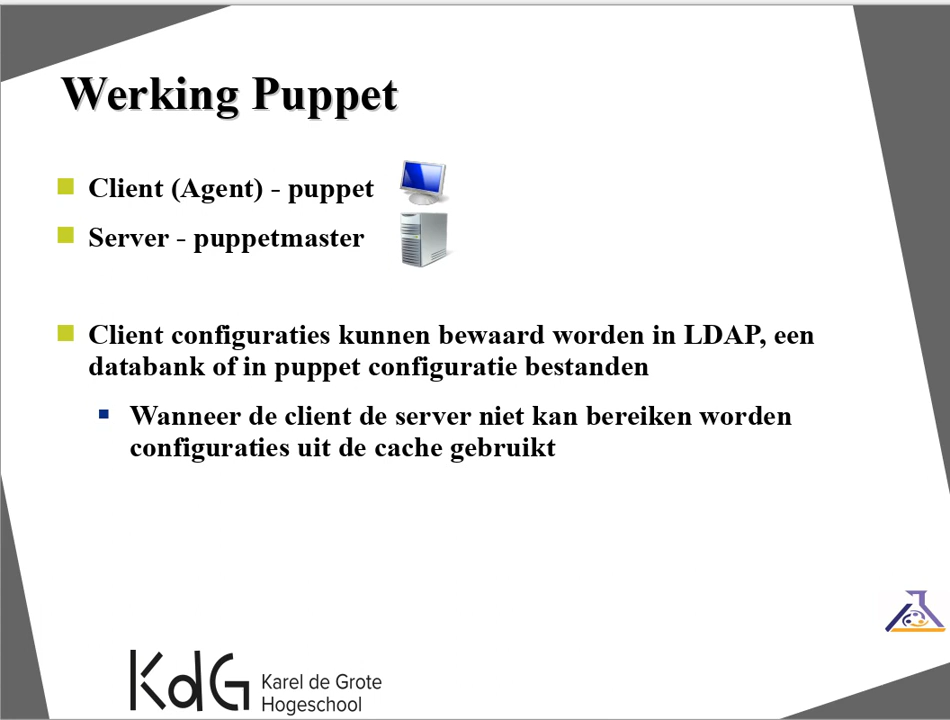 Werking Puppet
Client (Agent) - puppet
Server - puppetmaster
Client configuraties kunnen bewaard worden in LDAP, een
databank of in puppet configuratie bestanden
Wanneer de client de server niet kan bereiken worden
configuraties uit de cache gebruikt
KdG Karel de Grote
Hogeschool